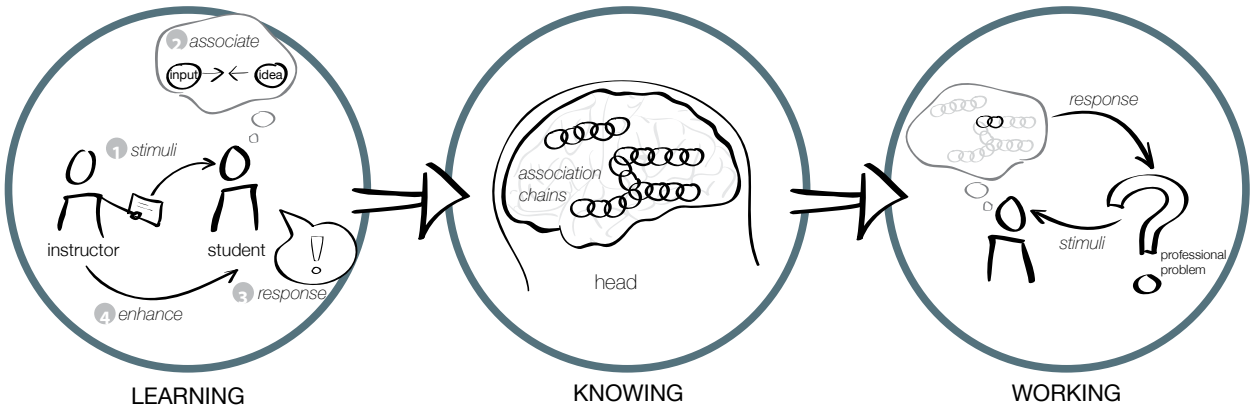 2 associate
input
idea
1 stimuli
instructor
student
3 response
4 enhance
LEARNING
association
chains
head
KNOWING
response
stimuli
professional
problem
WORKING